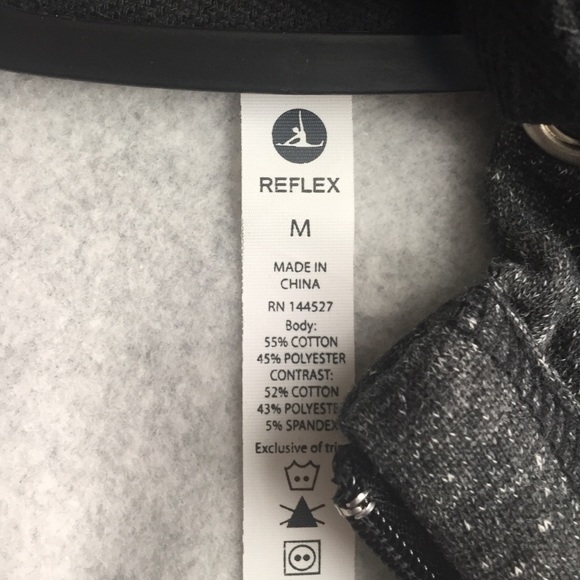 REFLEX
M
MADE IN
CHINA
RN 144527
Body:
55% COTTON
45% POLYESTER
CONTRAST:
52% COTTON
43% POLYESTE
5% SPANDEX
Exclusive of